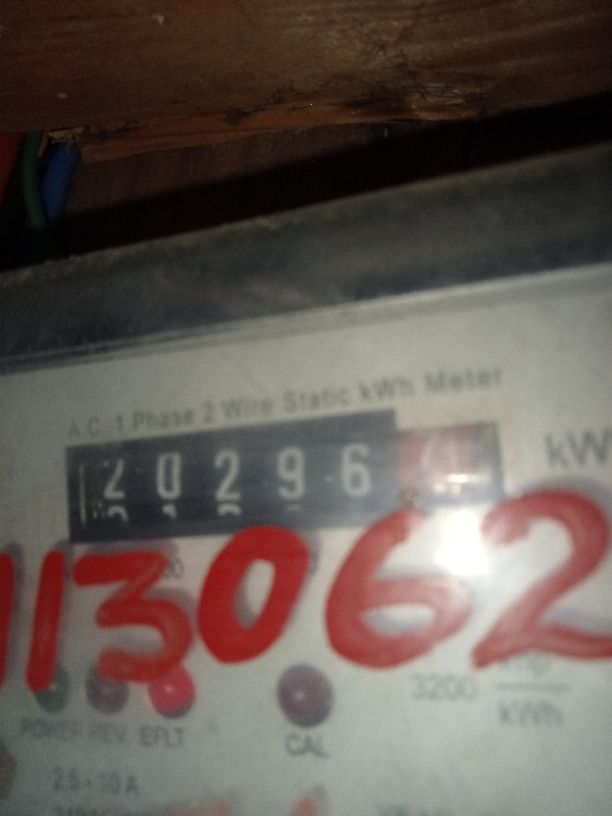 A.C. 1 Phase 2 Wire Static kWh Meter
20296
kW
113062
3200
kWh
POWER REV. EFLT
CAL
2.5-10A